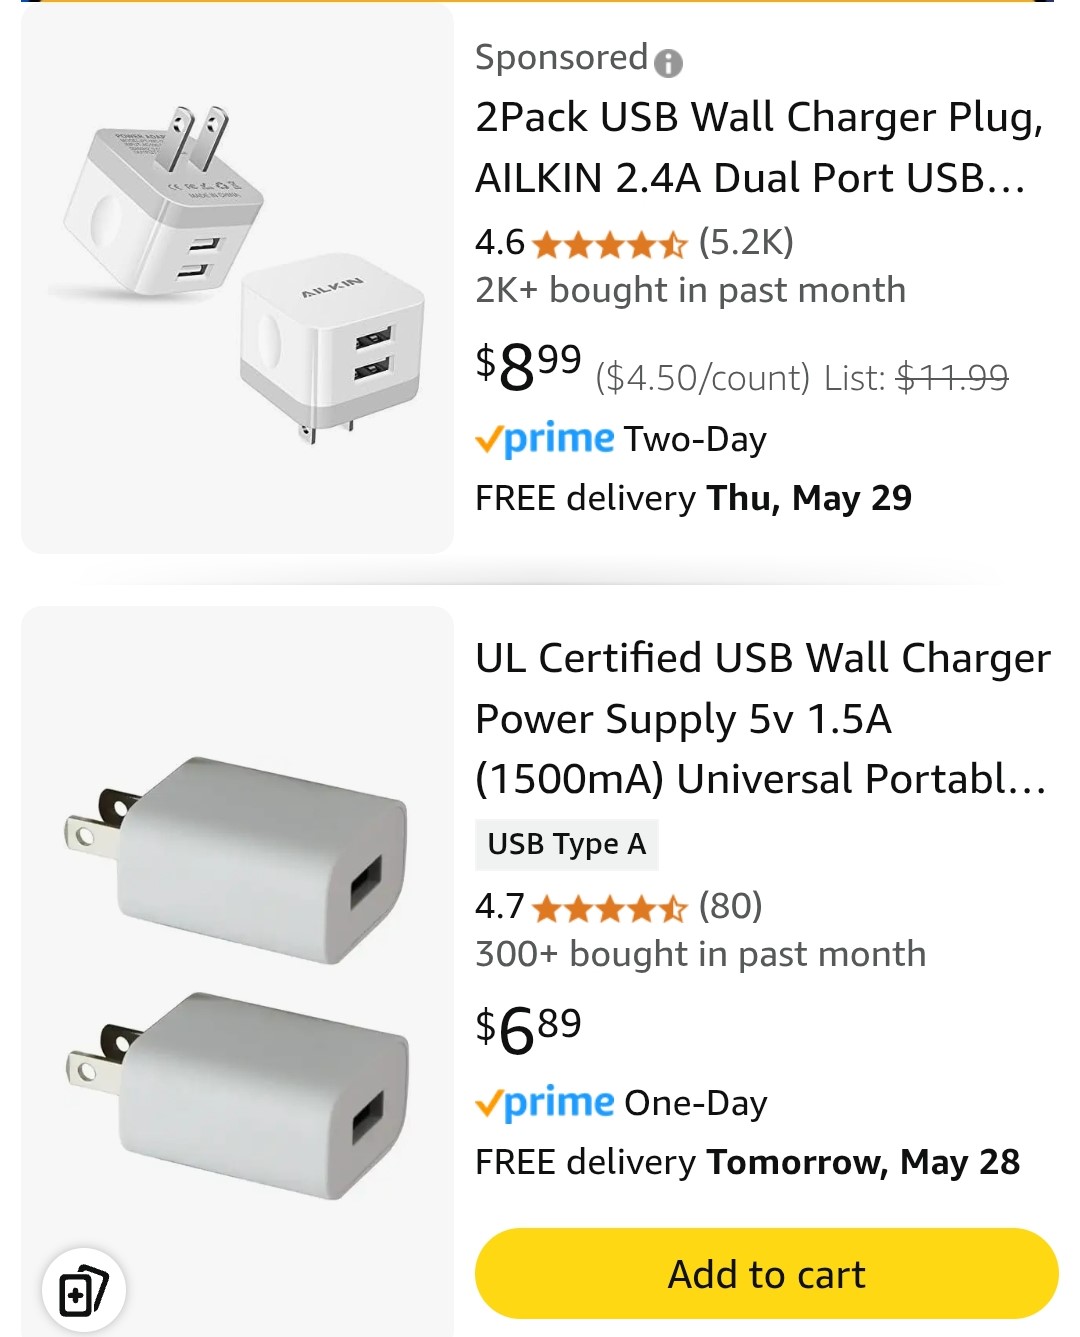 Sponsored
2Pack USB Wall Charger Plug,
AILKIN 2.4A Dual Port USB...
4.6 (5.2K)
2K+ bought in past month
$8.99 ($4.50/count) List: $11.99
prime Two-Day
FREE delivery Thu, May 29
MADE IN CHINA
AILKIN
UL Certified USB Wall Charger
Power Supply 5v 1.5A
(1500mA) Universal Portabl...
USB Type A
4.7 (80)
300+ bought in past month
$6.89
prime One-Day
FREE delivery Tomorrow, May 28
Add to cart